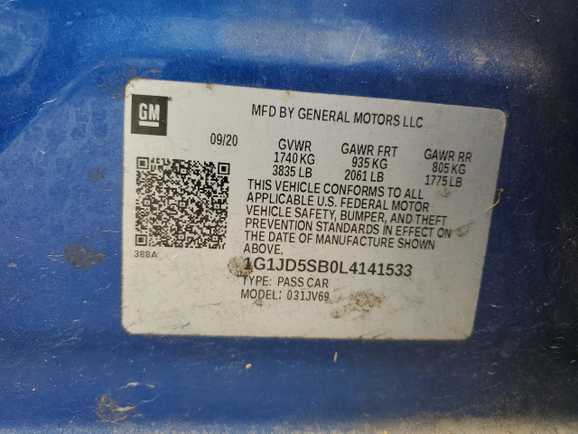 GM
MFD BY GENERAL MOTORS LLC
09/20 GVWR GAWR FRT GAWR RR
1740 KG 935 KG 805 KG
3835 LB 2061 LB 1775 LB
THIS VEHICLE CONFORMS TO ALL
APPLICABLE U.S. FEDERAL MOTOR
VEHICLE SAFETY, BUMPER, AND THEFT
PREVENTION STANDARDS IN EFFECT ON
THE DATE OF MANUFACTURE SHOWN
ABOVE.
388A
1G1JD5SB0L4141533
TYPE: PASS CAR
MODEL: 031JV69